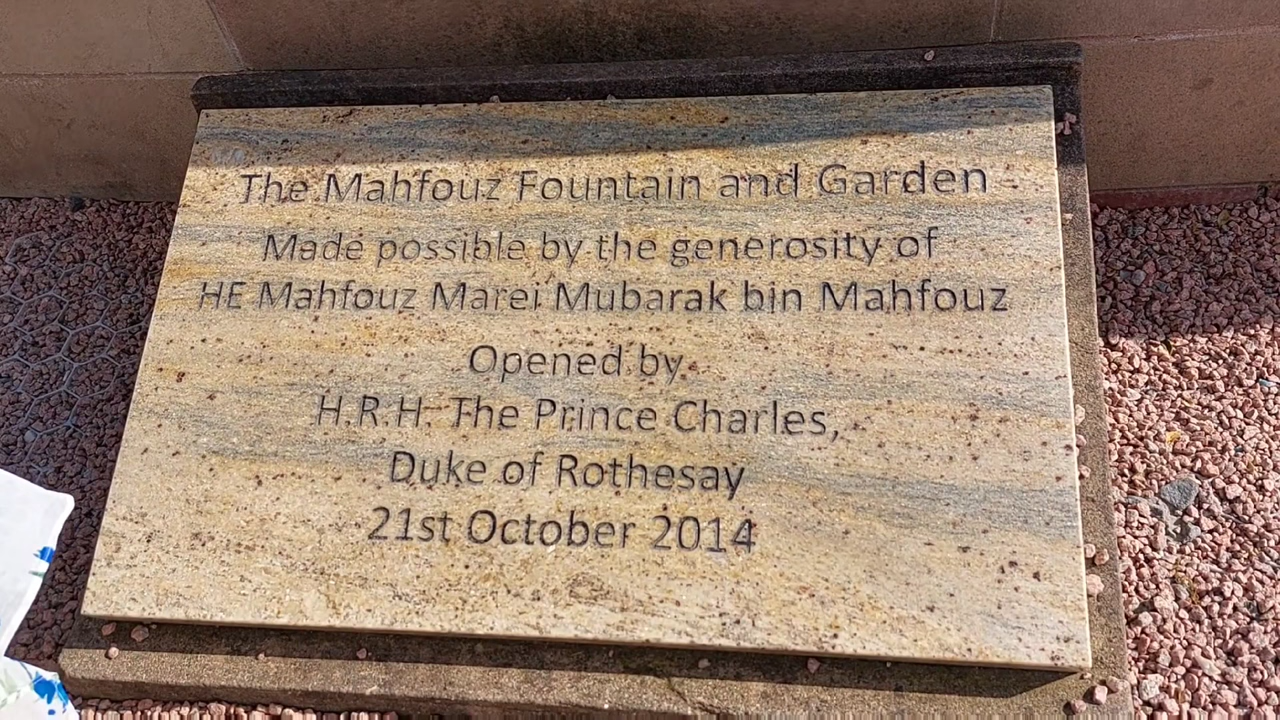 The Mahfouz Fountain and Garden
Made possible by the generosity of
HE Mahfouz Marei Mubarak bin Mahfouz
Opened by
H.R.H. The Prince Charles,
Duke of Rothesay
21st October 2014